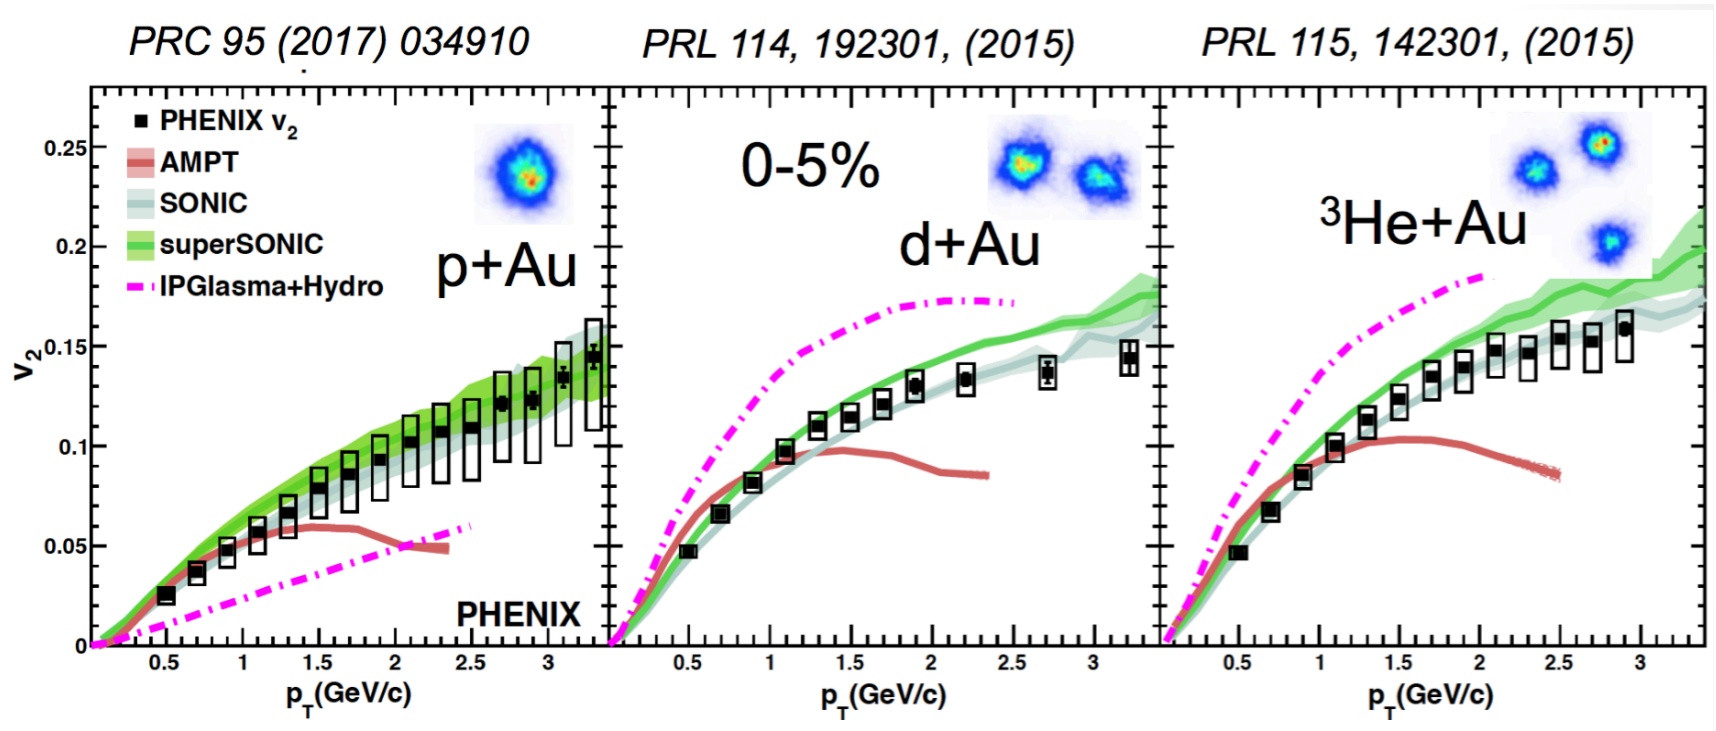 PRC 95 (2017) 034910
PRL 114, 192301, (2015)
PRL 115, 142301, (2015)
PHENIX v2
AMPT
SONIC
superSONIC
IPGlasma+Hydro
p+Au
PHENIX
0-5%
d+Au
3He+Au
v2
0.25
0.2
0.15
0.1
0.05
0
0.5 1 1.5 2 2.5 3
pT(GeV/c)
0.5 1 1.5 2 2.5 3
pT(GeV/c)
0.5 1 1.5 2 2.5 3
pT(GeV/c)